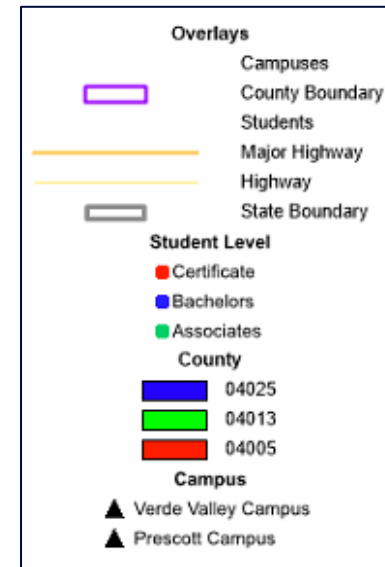 Overlays
Campuses
County Boundary
Students
Major Highway
Highway
State Boundary
Student Level
Certificate
Bachelors
Associates
County
04025
04013
04005
Campus
Verde Valley Campus
Prescott Campus